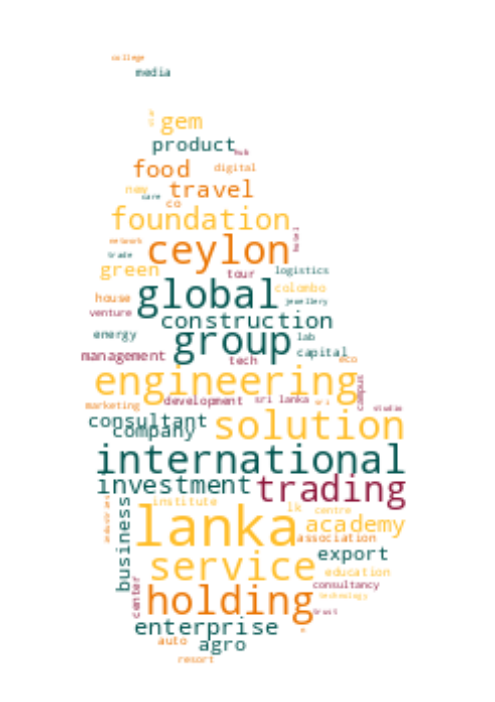 college
media
star
gem
product
hub
food digital
new care travel
co
foundation
network ceylon hotel
trade
green tour logistics
global colombo
house jewellery
venture construction
energy group lab
management tech capital eco
engineering campus
marketing development sri lanka sri studio
consultant solution
company
international
investment trading
business industries institute lk centre
lanka academy
association
service export
education
center consultancy
holding technology
trust
enterprise
auto agro
resort